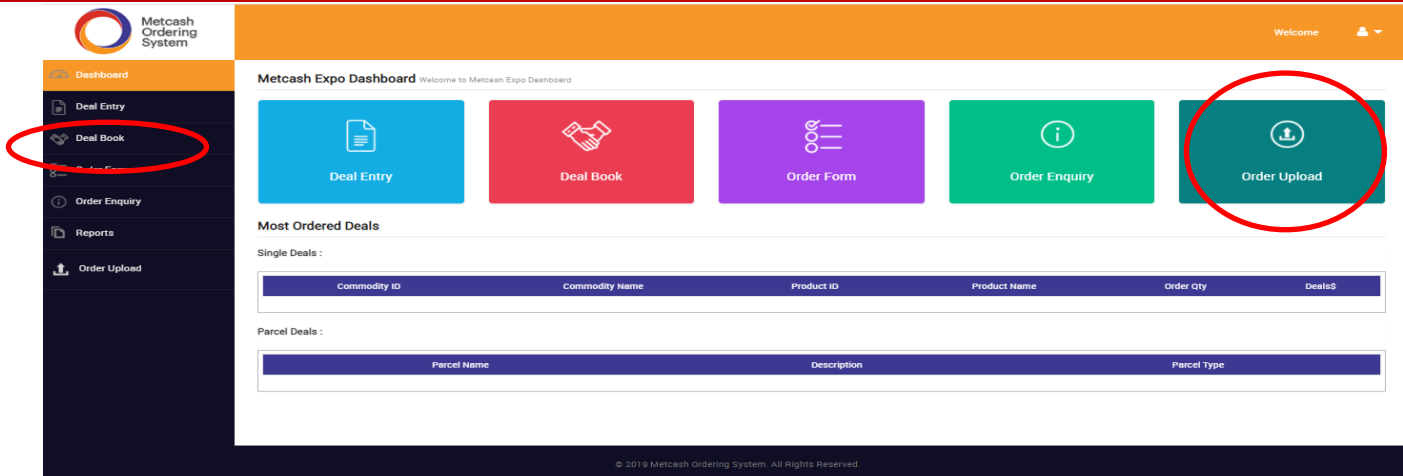 Metcash
Ordering
System
Welcome
Dashboard
Deal Entry
Deal Book
Order Form
Order Enquiry
Reports
Order Upload
Metcash Expo Dashboard Welcome to Metcash Expo Dashboard
Deal Entry
Deal Book
Order Form
Order Enquiry
Order Upload
Most Ordered Deals
Single Deals :
Commodity ID Commodity Name Product ID Product Name Order Qty Deals$
Parcel Deals :
Parcel Name Description Parcel Type
© 2019 Metcash Ordering System. All Rights Reserved.